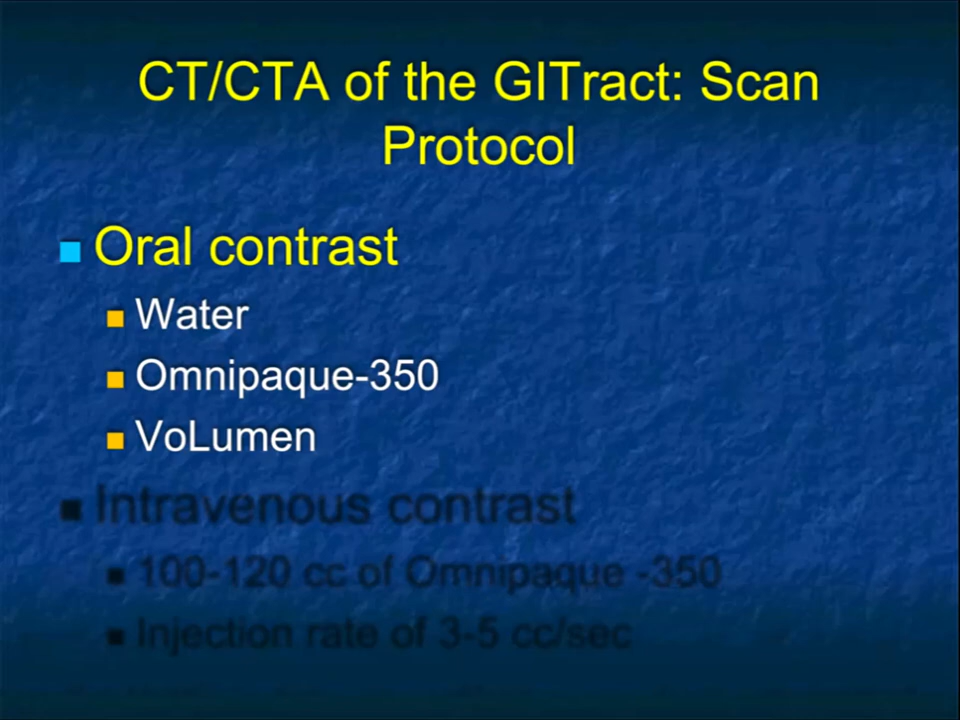 CT/CTA of the GITract: Scan
Protocol
Oral contrast
Water
Omnipaque-350
VoLumen
Intravenous contrast
100-120 cc of Omnipaque -350
Injection rate of 3-5 cc/sec